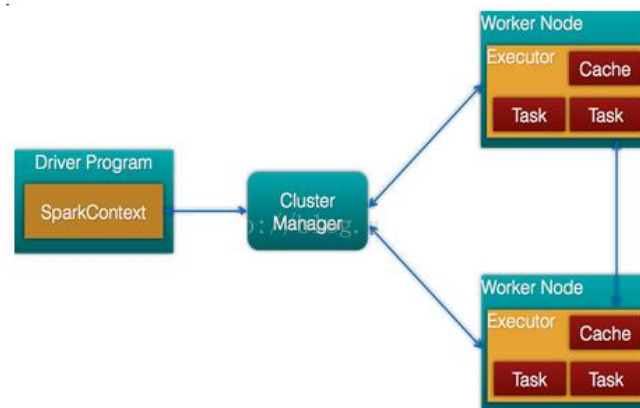 Worker Node
Executor
Cache
Task Task
Driver Program
SparkContext
Cluster
Manager
Worker Node
Executor
Cache
Task Task